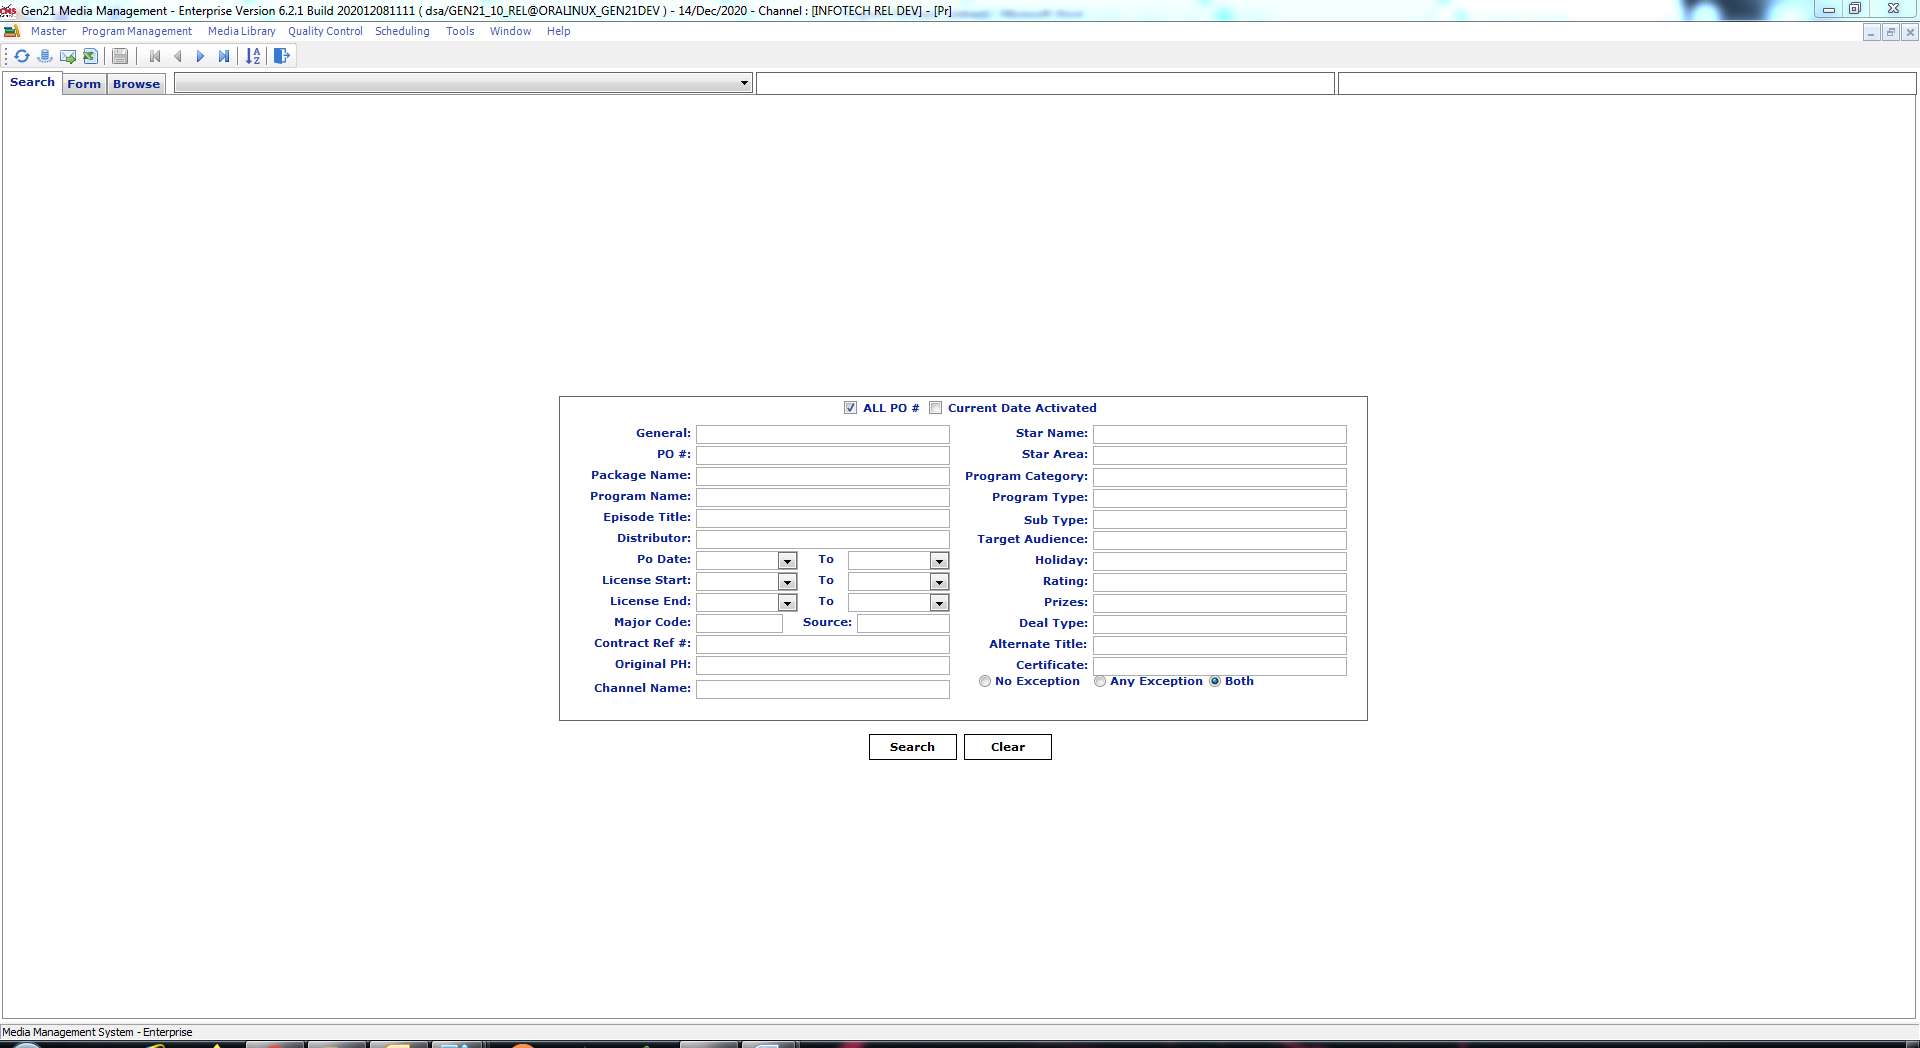 Gen21 Media Management - Enterprise Version 6.2.1 Build 202012081111 ( dsa/GEN21_10_REL@ORALINUX_GEN21DEV ) - 14/Dec/2020 - Channel : [INFOTECH REL DEV] - [Pr]
Master Program Management Media Library Quality Control Scheduling Tools Window Help
Search Form Browse
ALL PO # Current Date Activated
General: Star Name:
PO #: Star Area:
Package Name: Program Category:
Program Name: Program Type:
Episode Title: Sub Type:
Distributor: Target Audience:
Po Date: To Holiday:
License Start: To Rating:
License End: To Prizes:
Major Code: Source: Deal Type:
Contract Ref #: Alternate Title:
Original PH: Certificate:
No Exception Any Exception Both
Channel Name:
Search Clear
Media Management System - Enterprise